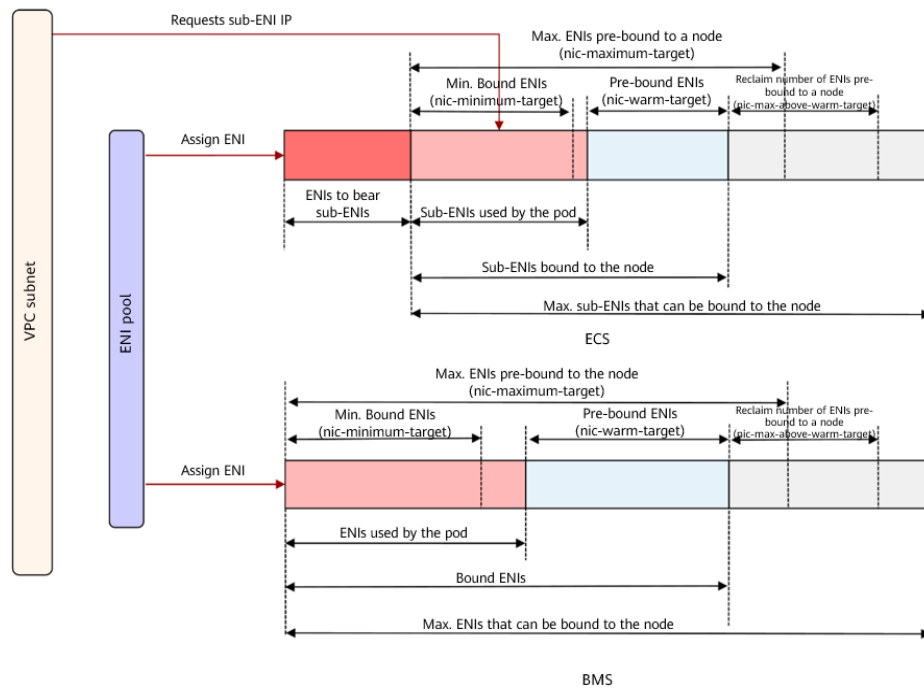 Requests sub-ENI IP
Max. ENIs pre-bound to a node
(nic-maximum-target)
Min. Bound ENIs
(nic-minimum-target)
Pre-bound ENIs
(nic-warm-target)
Reclaim number of ENIs pre-
bound to a node
(nic-max-above-warm-target)
Assign ENI
ENIs to bear
sub-ENIs
Sub-ENIs used by the pod
Sub-ENIs bound to the node
Max. sub-ENIs that can be bound to the node
ECS
VPC subnet
ENI pool
Max. ENIs pre-bound to the node
(nic-maximum-target)
Min. Bound ENIs
(nic-minimum-target)
Pre-bound ENIs
(nic-warm-target)
Reclaim number of ENIs pre-
bound to a node
(nic-max-above-warm-target)
Assign ENI
ENIs used by the pod
Bound ENIs
Max. ENIs that can be bound to the node
BMS